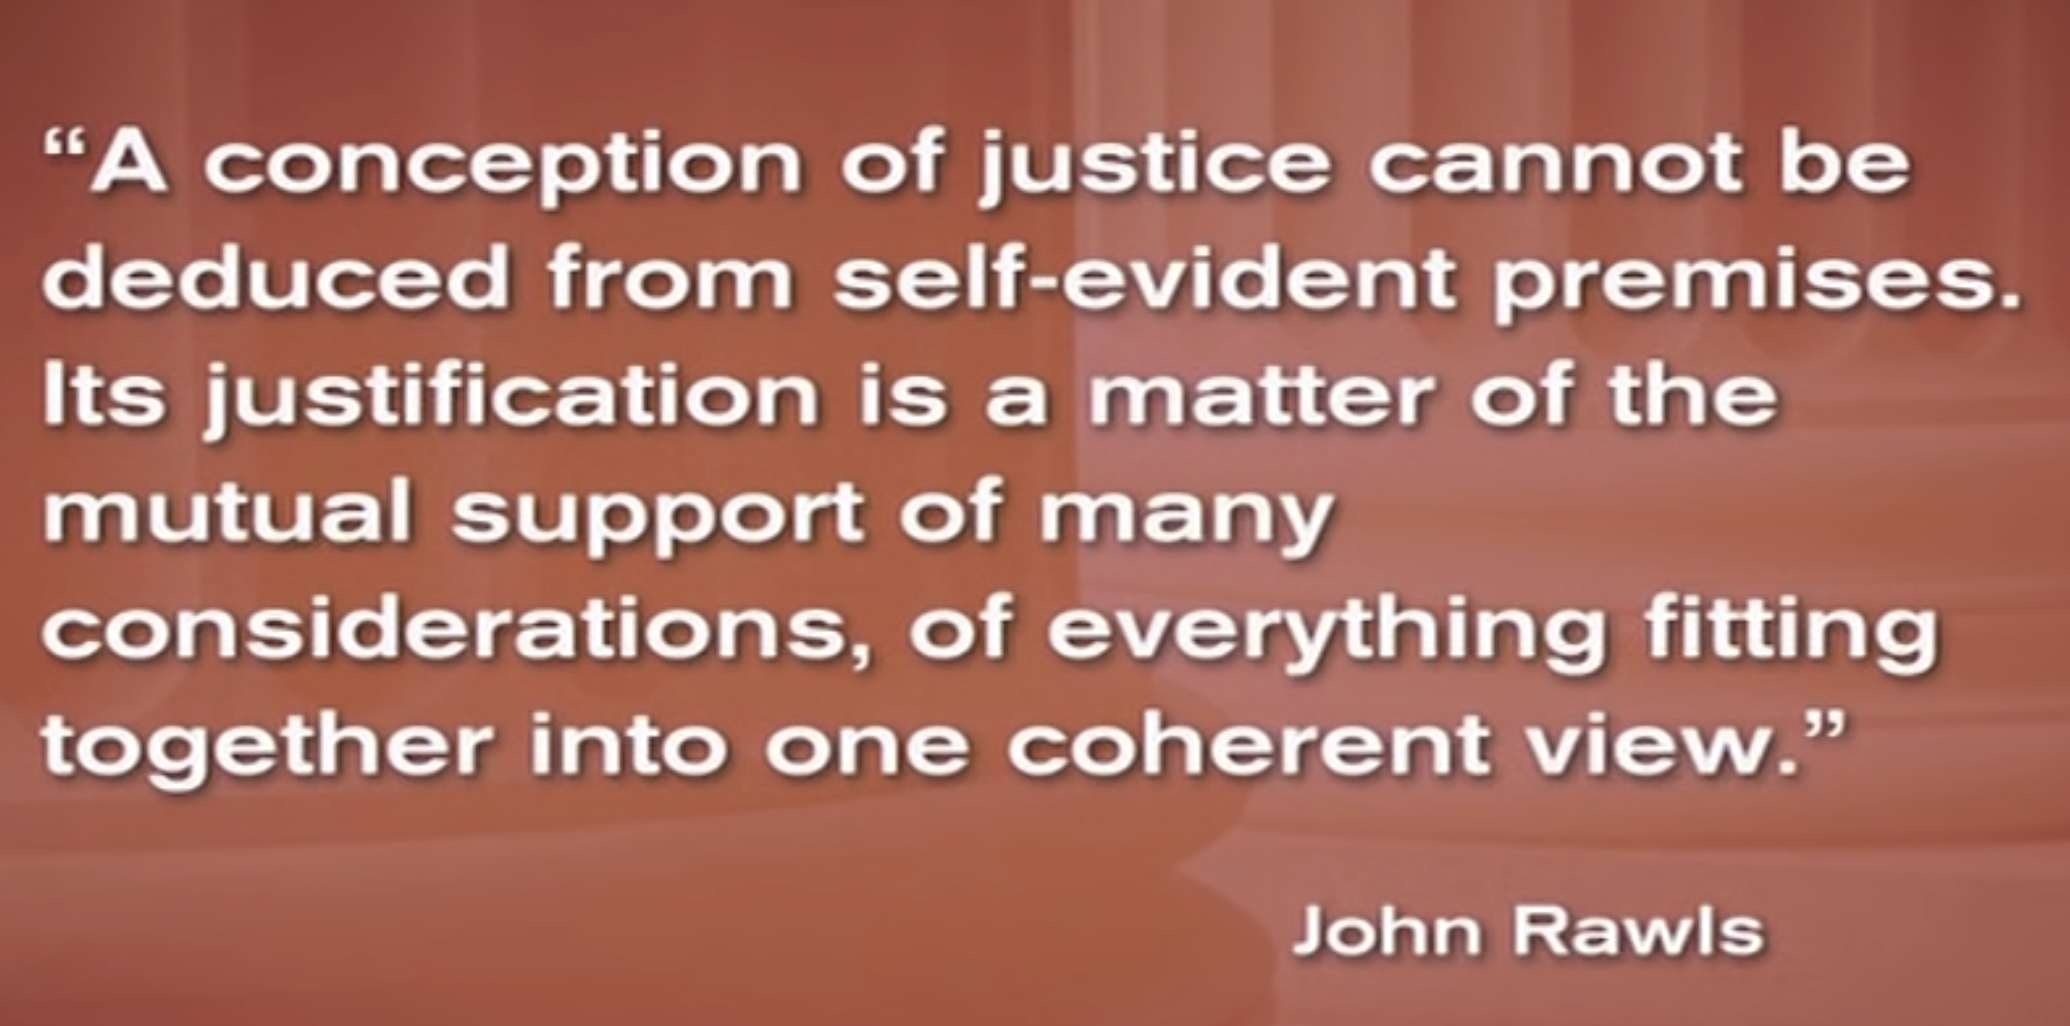 “A conception of justice cannot be
deduced from self-evident premises.
Its justification is a matter of the
mutual support of many
considerations, of everything fitting
together into one coherent view.”
John Rawls